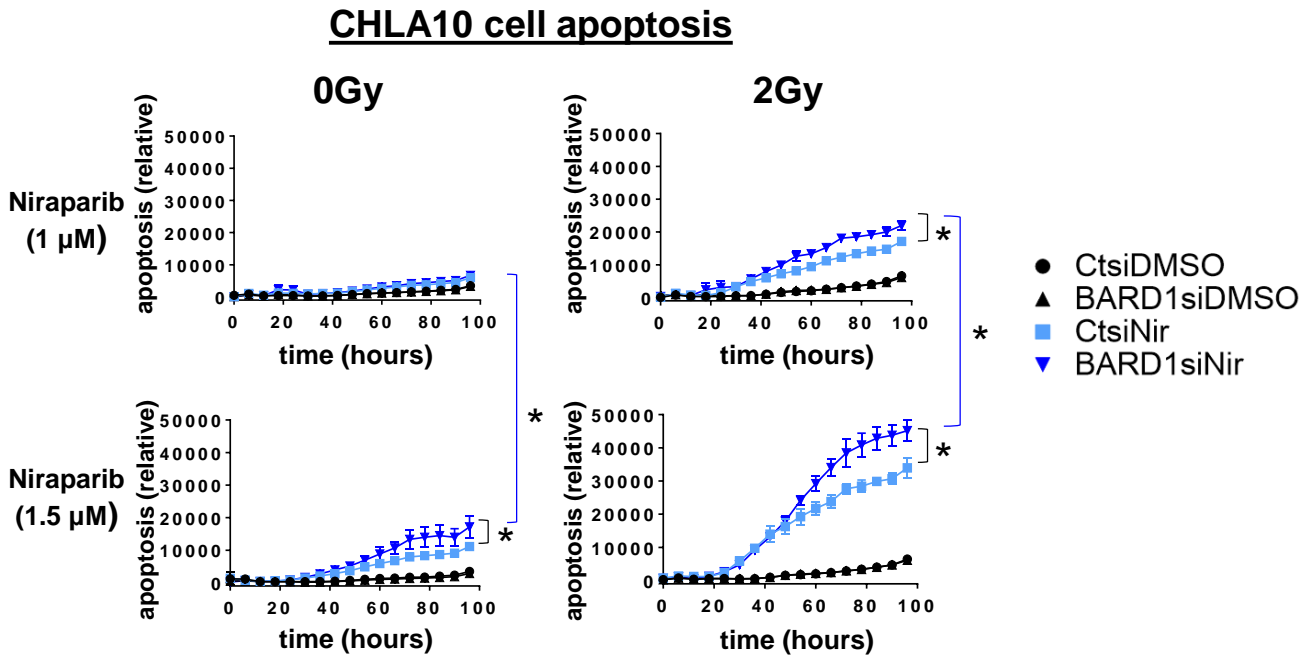 CHLA10 cell apoptosis
0Gy
2Gy
Niraparib
(1 µM)
apoptosis (relative)
50000
40000
30000
20000
10000
0
0 20 40 60 80 100
time (hours)
apoptosis (relative)
50000
40000
30000
20000
10000
0
0 20 40 60 80 100
time (hours)
*
*
*
CtsiDMSO
BARD1siDMSO
CtsiNir
BARD1siNir
Niraparib
(1.5 µM)
apoptosis (relative)
50000
40000
30000
20000
10000
0
0 20 40 60 80 100
time (hours)
*
apoptosis (relative)
50000
40000
30000
20000
10000
0
0 20 40 60 80 100
time (hours)
*